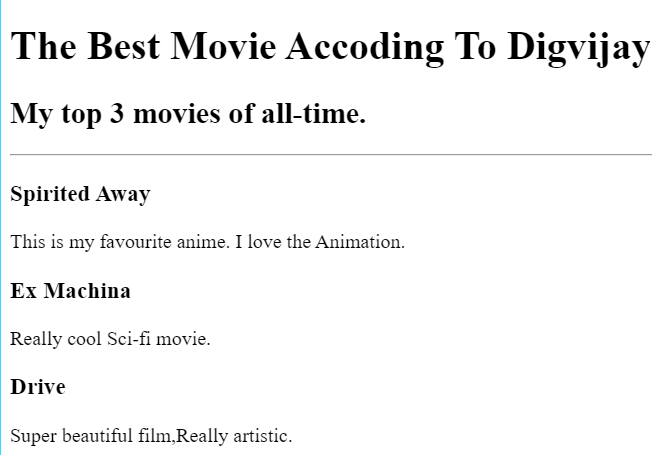 The Best Movie Accoding To Digvijay
My top 3 movies of all-time.
Spirited Away
This is my favourite anime. I love the Animation.
Ex Machina
Really cool Sci-fi movie.
Drive
Super beautiful film,Really artistic.